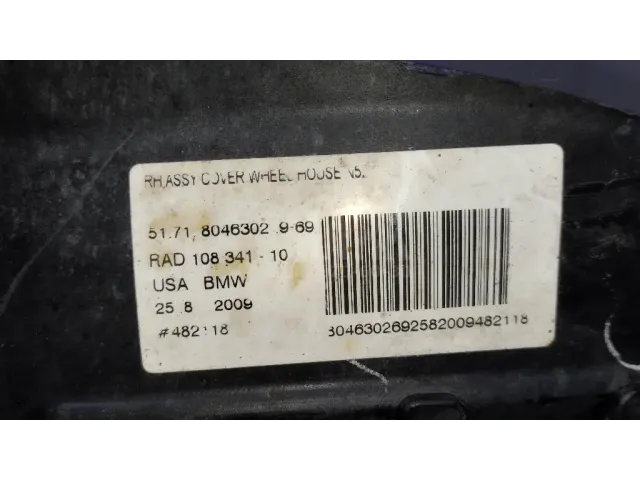 RH,ASSY COVER WHEEL HOUSE
51.71, 8046302 .9-69
RAD 108 341 - 10
USA BMW
25 8 2009
#482118
8046302692582009482118